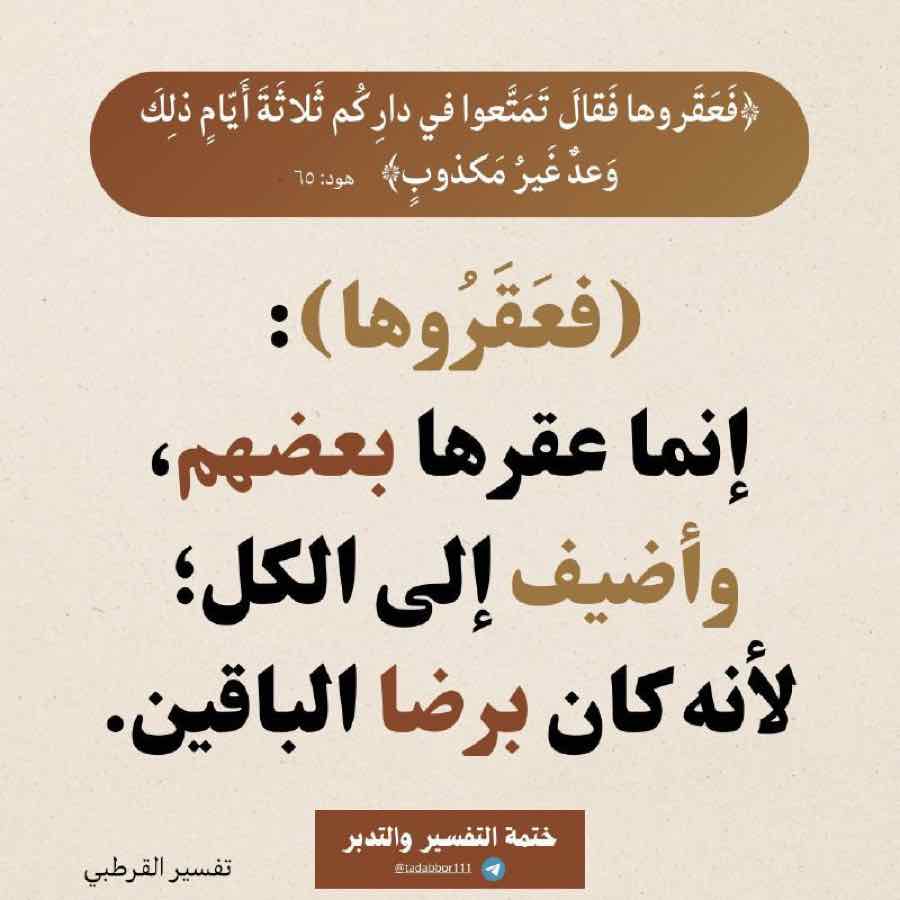 ﴿فَعَقَروها فَقالَ تَمَتَّعوا في دارِكُم ثَلاثَةَ أَيّامٍ ذلِكَ
وَعدٌ غَيرُ مَكذوبٍ﴾ هود: ٦٥
(فعَقَرُوها):
إنما عقرها بعضهم،
وأضيف إلى الكل؛
لأنه كان برضا الباقين.
ختمة التفسير والتدبر
@tadabbor111
تفسير القرطبي